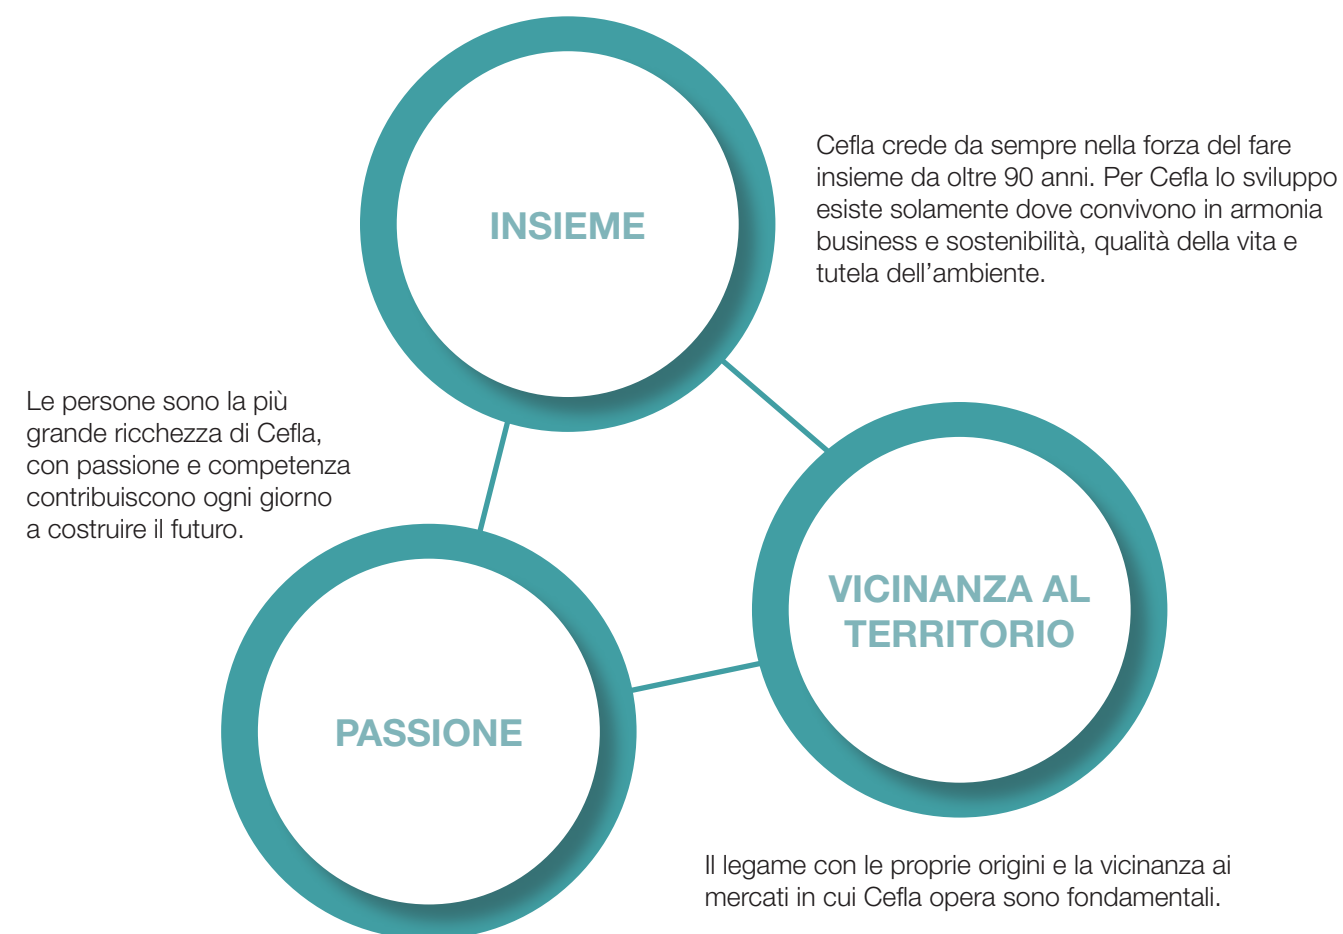 INSIEME
Cefla crede da sempre nella forza del fare
insieme da oltre 90 anni. Per Cefla lo sviluppo
esiste solamente dove convivono in armonia
business e sostenibilità, qualità della vita e
tutela dell’ambiente.
Le persone sono la più
grande ricchezza di Cefla,
con passione e competenza
contribuiscono ogni giorno
a costruire il futuro.
VICINANZA AL
TERRITORIO
PASSIONE
Il legame con le proprie origini e la vicinanza ai
mercati in cui Cefla opera sono fondamentali.